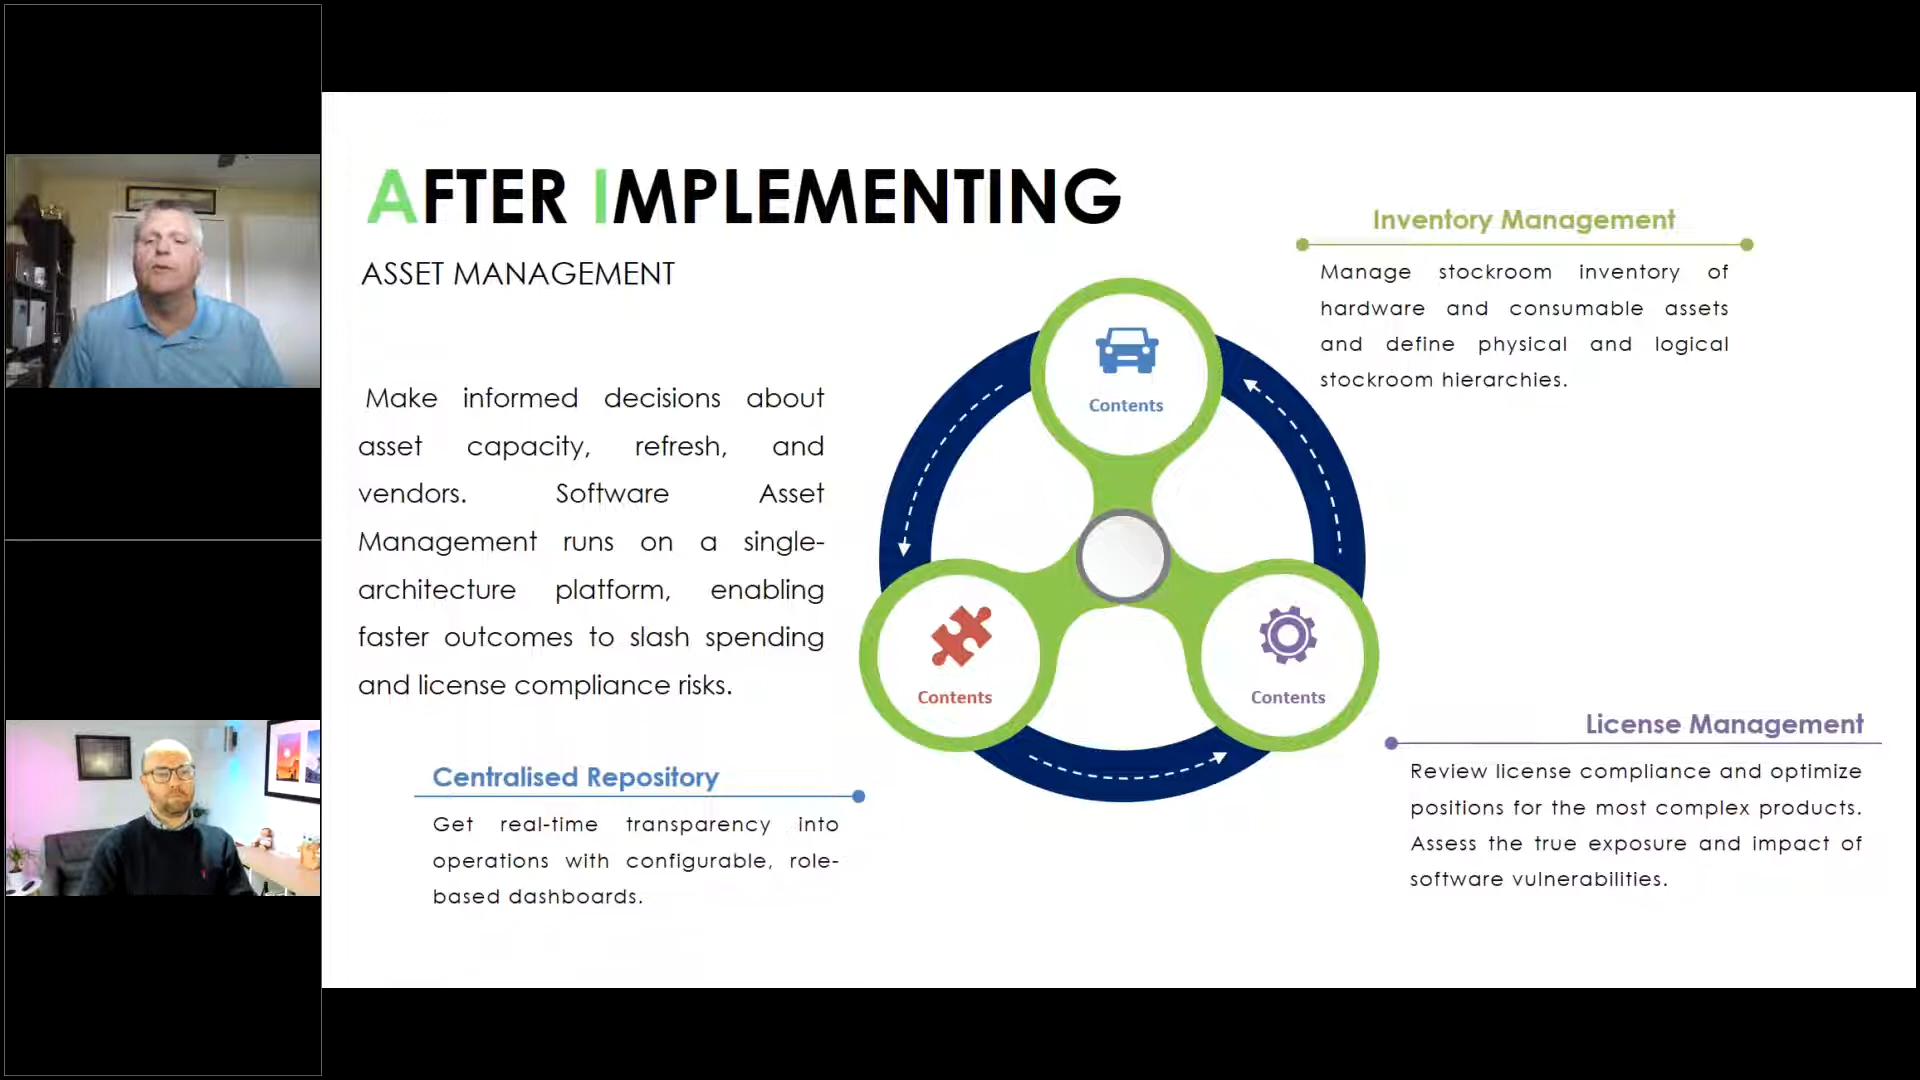 AFTER IMPLEMENTING
ASSET MANAGEMENT
Make informed decisions about
asset capacity, refresh, and
vendors. Software Asset
Management runs on a single-
architecture platform, enabling
faster outcomes to slash spending
and license compliance risks.
Inventory Management
Manage stockroom inventory of
hardware and consumable assets
and define physical and logical
stockroom hierarchies.
Contents
Contents
Contents
Centralised Repository
Get real-time transparency into
operations with configurable, role-
based dashboards.
License Management
Review license compliance and optimize
positions for the most complex products.
Assess the true exposure and impact of
software vulnerabilities.